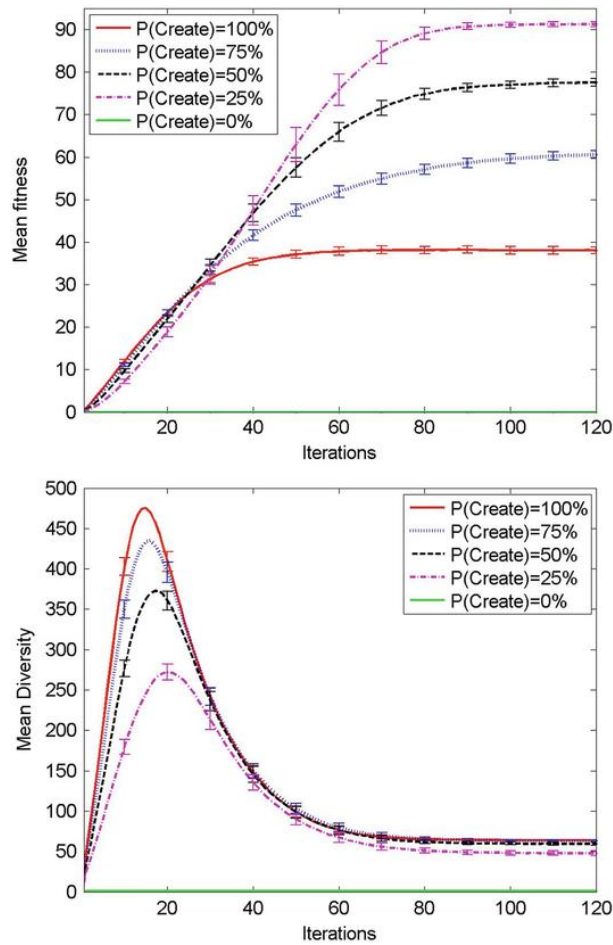 95
90
80
70
60
50
40
30
20
10
0
Mean fitness
P(Create)=100%
P(Create)=75%
P(Create)=50%
P(Create)=25%
P(Create)=0%
20 40 60 80 100 120
Iterations
500
450
400
350
300
250
200
150
100
50
0
Mean Diversity
P(Create)=100%
P(Create)=75%
P(Create)=50%
P(Create)=25%
P(Create)=0%
20 40 60 80 100 120
Iterations